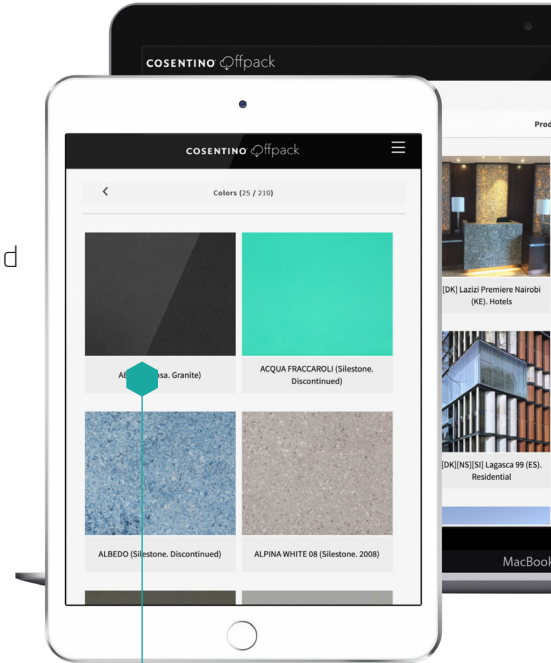 COSENTINO Offpack
Prod
d
COSENTINO Offpack
Colors (25 / 210)
[DK] Lazizi Premiere Nairobi
(KE). Hotels
ACQUA FRACCAROLI (Silestone.
Discontinued)
sa. Granite)
[DK][NS][SI] Lagasca 99 (ES).
Residential
ALBEDO (Silestone. Discontinued)
ALPINA WHITE 08 (Silestone. 2008)
MacBook